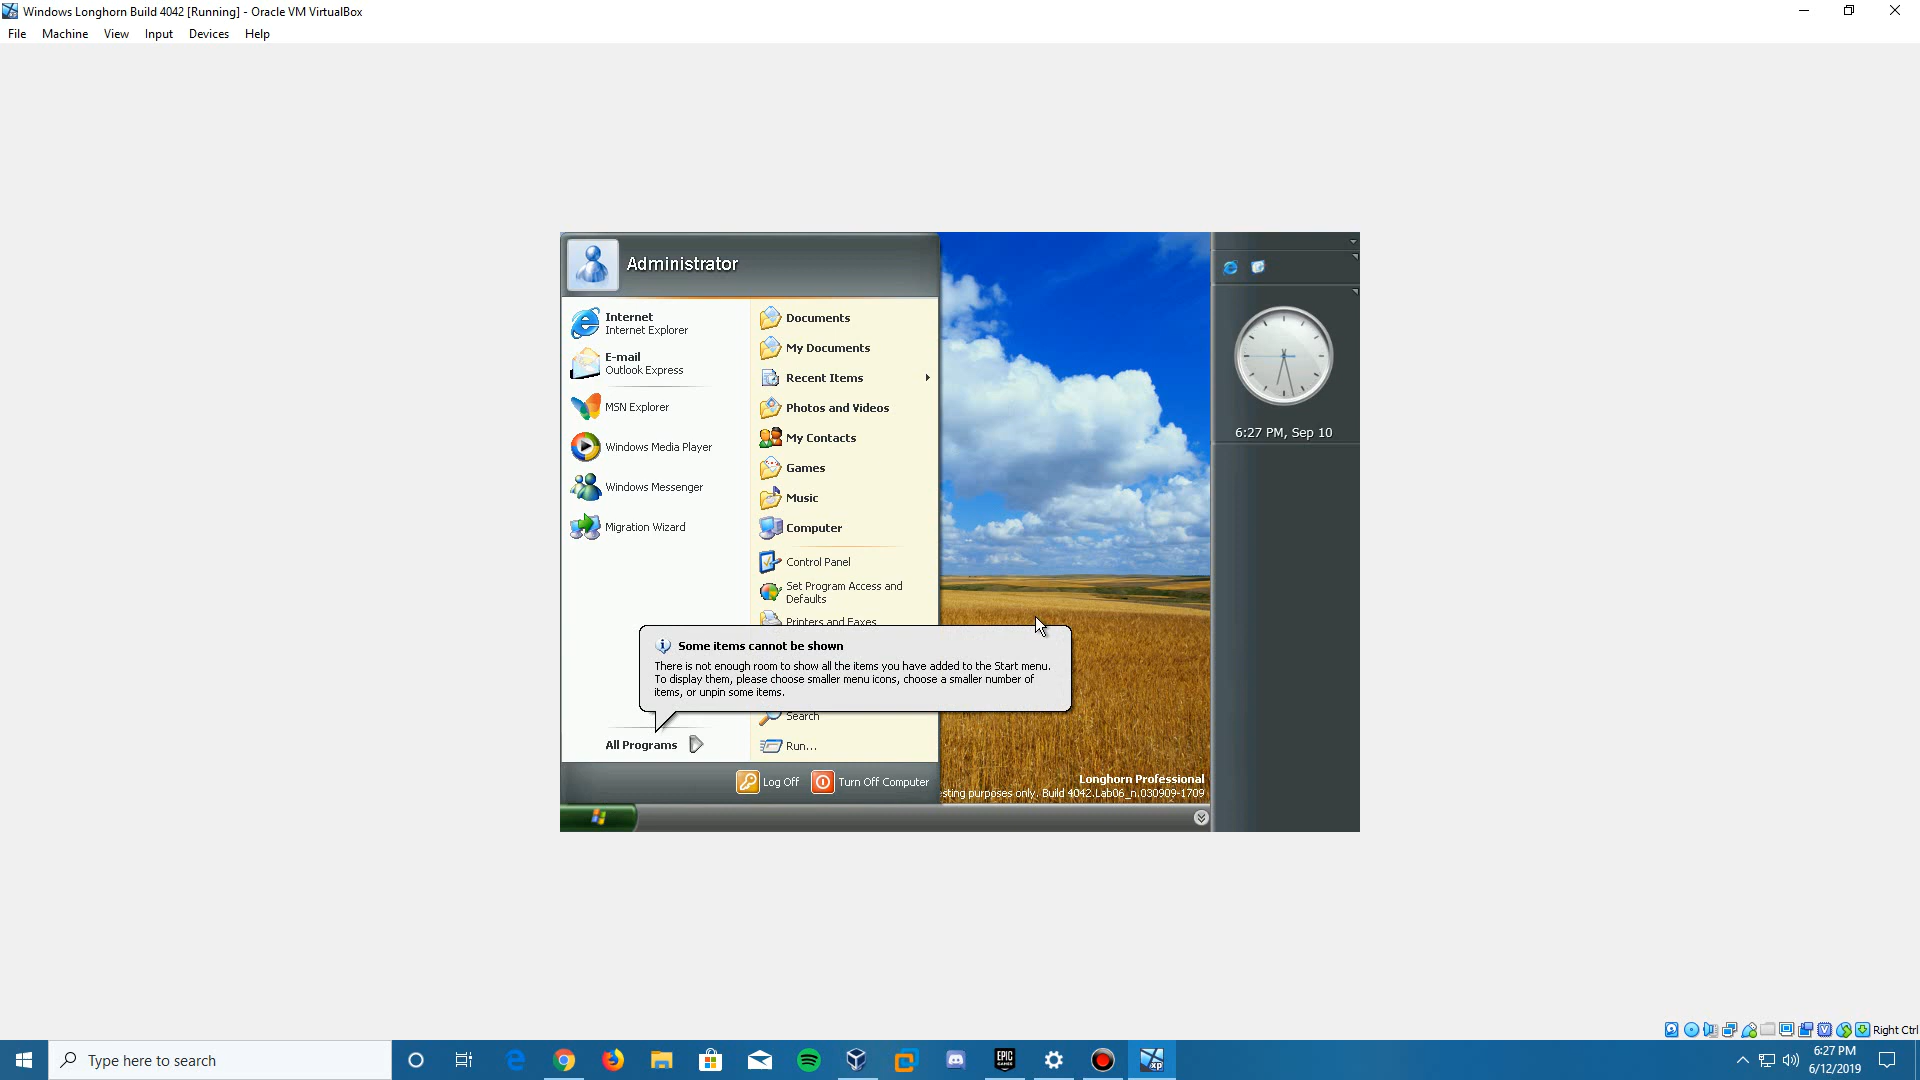 Windows Longhorn Build 4042 [Running] - Oracle VM VirtualBox
File Machine View Input Devices Help
Administrator
Internet
Internet Explorer
E-mail
Outlook Express
MSN Explorer
Windows Media Player
Windows Messenger
Migration Wizard
All Programs
Documents
My Documents
Recent Items
Photos and Videos
My Contacts
Games
Music
Computer
Control Panel
Set Program Access and
Defaults
Printers and Faxes
Some items cannot be shown
There is not enough room to show all the items you have added to the Start menu.
To display them, please choose smaller menu icons, choose a smaller number of
items, or unpin some items.
Search
Run...
Log Off Turn Off Computer
6:27 PM, Sep 10
Longhorn Professional
sting purposes only. Build 4042.Lab06_n.030909-1709
Right Ctrl
Type here to search
EPIC
GAMES
xp
6:27 PM
6/12/2019